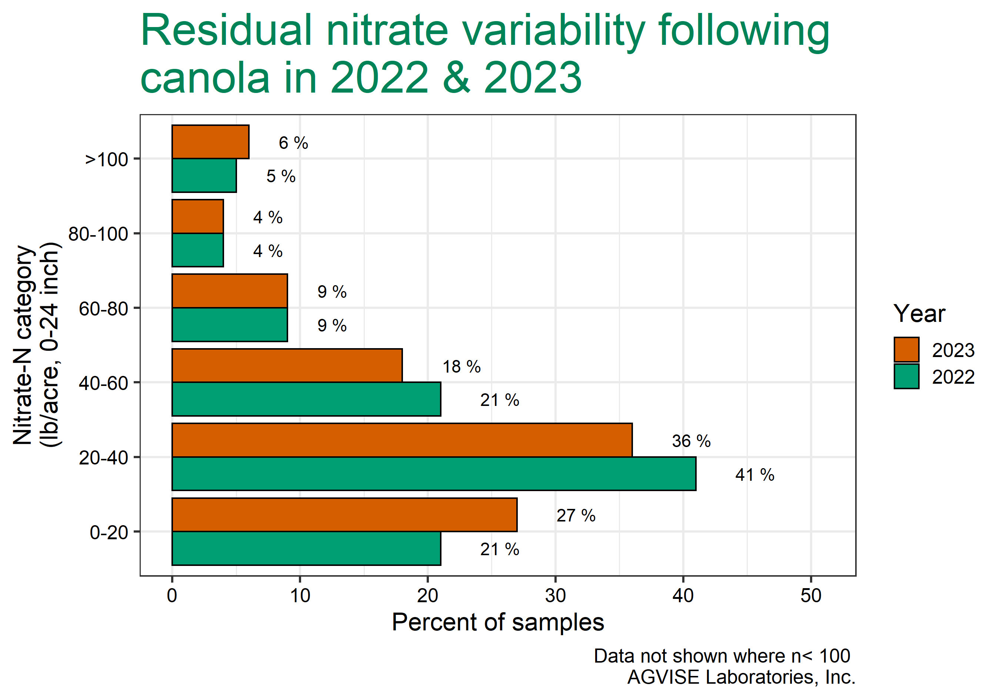 Residual nitrate variability following
canola in 2022 & 2023
Nitrate-N category
(lb/acre, 0-24 inch)
>100
6 %
5 %
80-100
4 %
4 %
60-80
9 %
9 %
40-60
18 %
21 %
20-40
36 %
41 %
0-20
27 %
21 %
0 10 20 30 40 50
Percent of samples
Year
2023
2022
Data not shown where n< 100
AGVISE Laboratories, Inc.